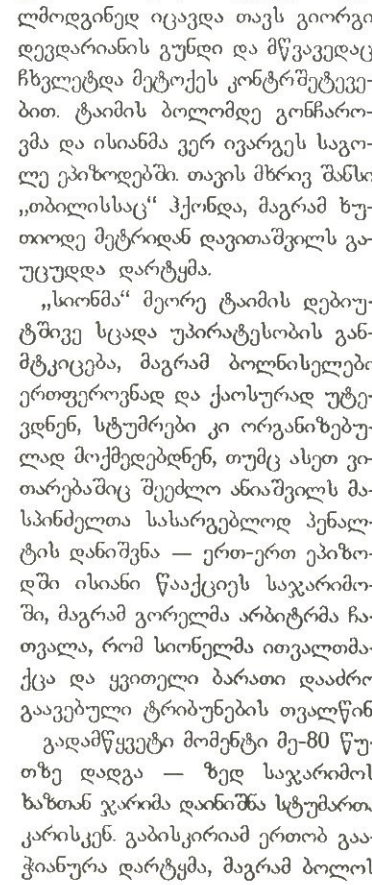 ლმოდგინედ იცავდა თავს გიორგი
დევდარიანის გუნდი და მწვავედაც
ჩხვლეტდა მეტოქეს კონტრშეტევე-
ბით. ტაიმის ბოლომდე გონჩარო-
ვმა და ისიანმა ვერ ივარგეს საგო-
ლე ეპიზოდებში. თავის მხრივ შანსი
„თბილისსაც“ ჰქონდა, მაგრამ ხუ-
თიოდე მეტრიდან დავითაშვილს გა-
უცუდდა დარტყმა.
„სიონმა“ მეორე ტაიმის დებიუ-
ტშივე სცადა უპირატესობის გან-
მტკიცება, მაგრამ ბოლნისელები
ერთფეროვნად და ქაოსურად უტე-
ვდნენ, სტუმრები კი ორგანიზებუ-
ლად მოქმედებდნენ, თუმც ასეთ ვი-
თარებაშიც შეეძლო ანიაშვილს მა-
სპინძელთა სასარგებლოდ პენალ-
ტის დანიშვნა — ერთ-ერთ ეპიზო-
დში ისიანი წააქციეს საჯარიმო-
ში, მაგრამ გორელმა არბიტრმა ჩა-
თვალა, რომ სიონელმა ითვალთმა-
ქცა და ყვითელი ბარათი დააძრო
გაავებული ტრიბუნების თვალწინ
გადამწყვეტი მომენტი მე-80 წუ-
თზე დადგა — ზედ საჯარიმოს
ხაზთან ჯარიმა დაინიშნა სტუმართა
კარისკენ. გაბისკირიამ ერთობ გაა-
ჭიანურა დარტყმა, მაგრამ ბოლოს